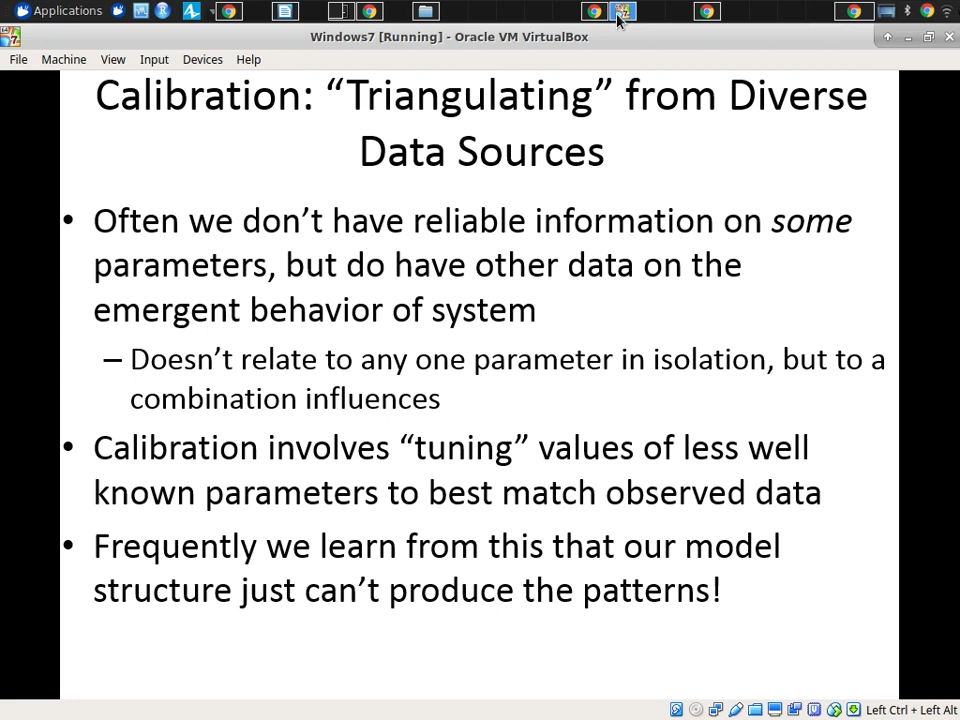 Applications
Windows7 [Running] - Oracle VM VirtualBox
File Machine View Input Devices Help
Calibration: “Triangulating” from Diverse
Data Sources
• Often we don’t have reliable information on some
parameters, but do have other data on the
emergent behavior of system
– Doesn’t relate to any one parameter in isolation, but to a
combination influences
• Calibration involves “tuning” values of less well
known parameters to best match observed data
• Frequently we learn from this that our model
structure just can’t produce the patterns!
Left Ctrl + Left Alt